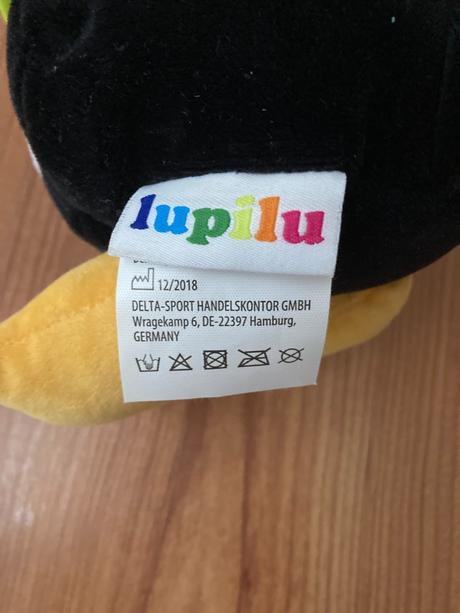 lupilu
12/2018
DELTA-SPORT HANDELSKONTOR GMBH
Wragekamp 6, DE-22397 Hamburg,
GERMANY